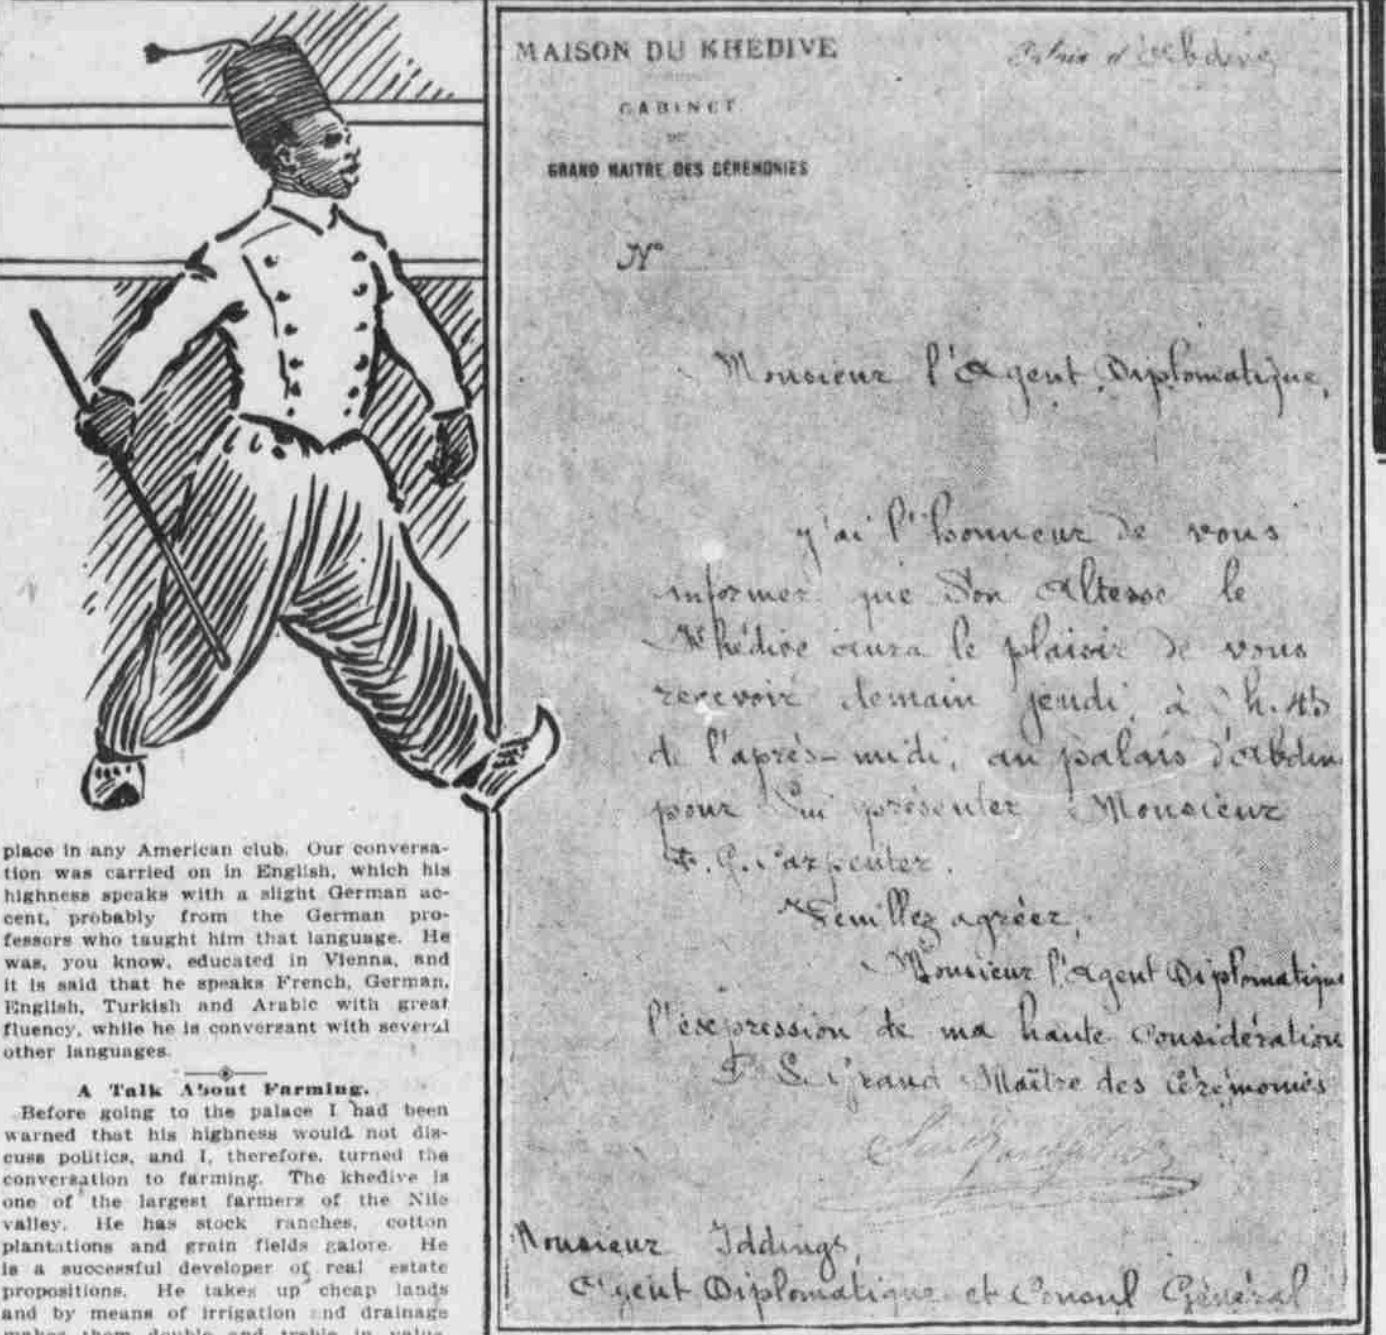 place in any American club. Our conversa-
tion was carried on in English, which his
highness speaks with a slight German ac-
cent, probably from the German pro-
fessors who taught him that language. He
was, you know, educated in Vienna, and
it is said that he speaks French, German,
English, Turkish and Arabic with great
fluency, while he is conversant with several
other languages.
A Talk About Farming.
Before going to the palace I had been
warned that his highness would not dis-
cuss politics, and I, therefore, turned the
conversation to farming. The khedive is
one of the largest farmers of the Nile
valley. He has stock ranches, cotton
plantations and grain fields galore. He
is a successful developer of real estate
propositions. He takes up cheap lands
and by means of irrigation and drainage
makes them double and treble in value.
MAISON DU KHEDIVE
CABINET
DU
GRAND MAITRE DES CÉRÉMONIES
Nº
Monsieur l'Agent Diplomatique,
J'ai l'honneur de vous
informer que Son Altesse le
Khédive aura le plaisir de vous
recevoir demain jeudi, à h. 45
de l'après-midi, au palais d'Abdin
pour Lui présenter Monsieur
F. G. Carpenter.
Veuillez agréer,
Monsieur l'Agent Diplomatique
l'expression de ma haute considération
Le Grand Maître des Cérémonies
Monsieur Iddings,
Agent Diplomatique et Consul Général